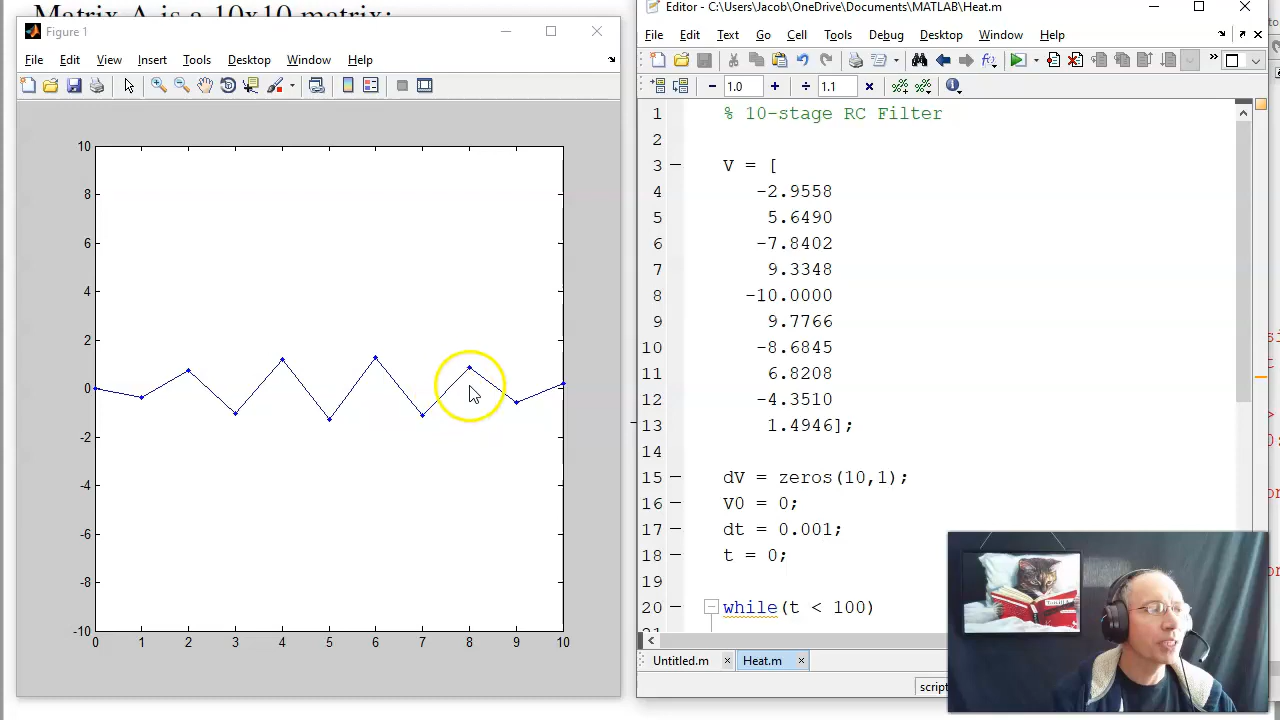 Matrix A is a 10x10 matrix:
Figure 1
File Edit View Insert Tools Desktop Window Help
10
8
6
4
2
0
-2
-4
-6
-8
-10
0 1 2 3 4 5 6 7 8 9 10
Editor - C:\Users\Jacob\OneDrive\Documents\MATLAB\Heat.m
File Edit Text Go Cell Tools Debug Desktop Window Help
1.0 1.1
1 % 10-stage RC Filter
2
3 V = [
4 -2.9558
5 5.6490
6 -7.8402
7 9.3348
8 -10.0000
9 9.7766
10 -8.6845
11 6.8208
12 -4.3510
13 1.4946];
14
15 dV = zeros(10,1);
16 V0 = 0;
17 dt = 0.001;
18 t = 0;
19
20 while(t < 100)
Untitled.m Heat.m
script